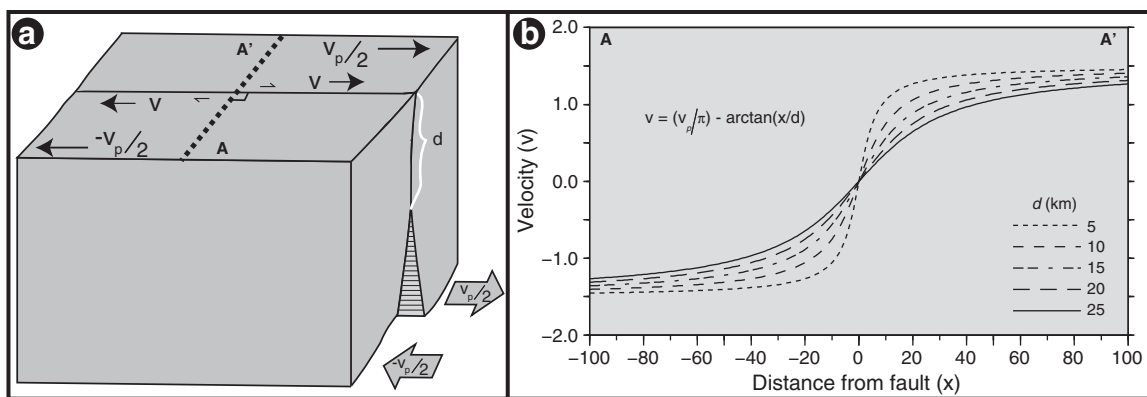 a
A'
Vp/2
V
V
-Vp/2
A
d
vp/2
-vp/2
b
A
A'
v = (vp/π) - arctan(x/d)
Velocity (v)
2.0
1.0
0.0
-1.0
-2.0
d (km)
5
10
15
20
25
−100 −80 −60 −40 −20 0 20 40 60 80 100
Distance from fault (x)